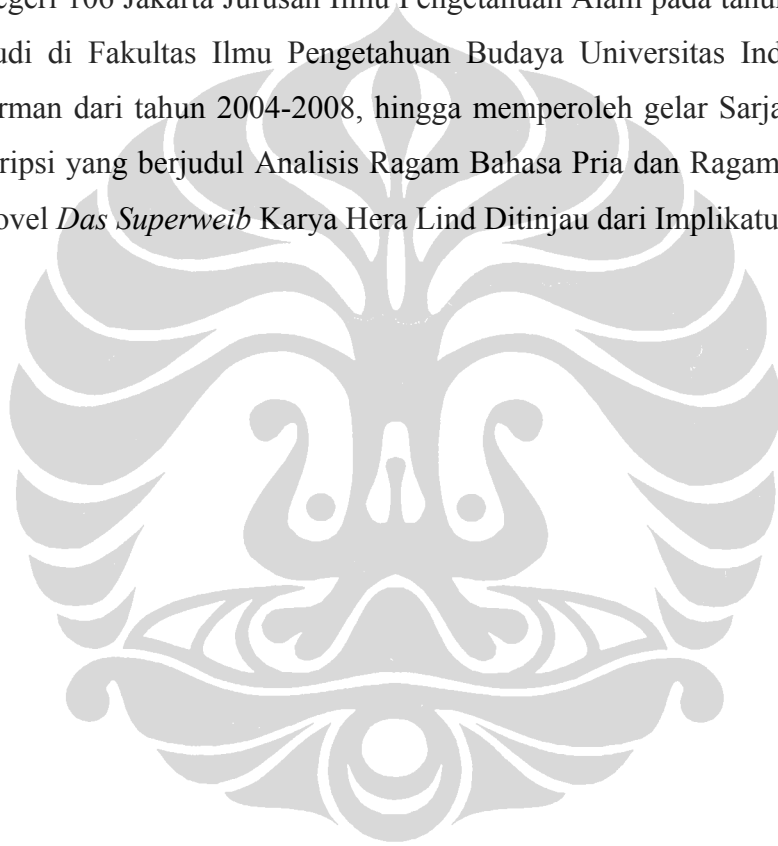 egeri 106 Jakarta Jurusan Ilmu Pengetahuan Alam pada tahun
udi di Fakultas Ilmu Pengetahuan Budaya Universitas Ind
rman dari tahun 2004-2008, hingga memperoleh gelar Sarja
ripsi yang berjudul Analisis Ragam Bahasa Pria dan Ragam
ovel Das Superweib Karya Hera Lind Ditinjau dari Implikatu